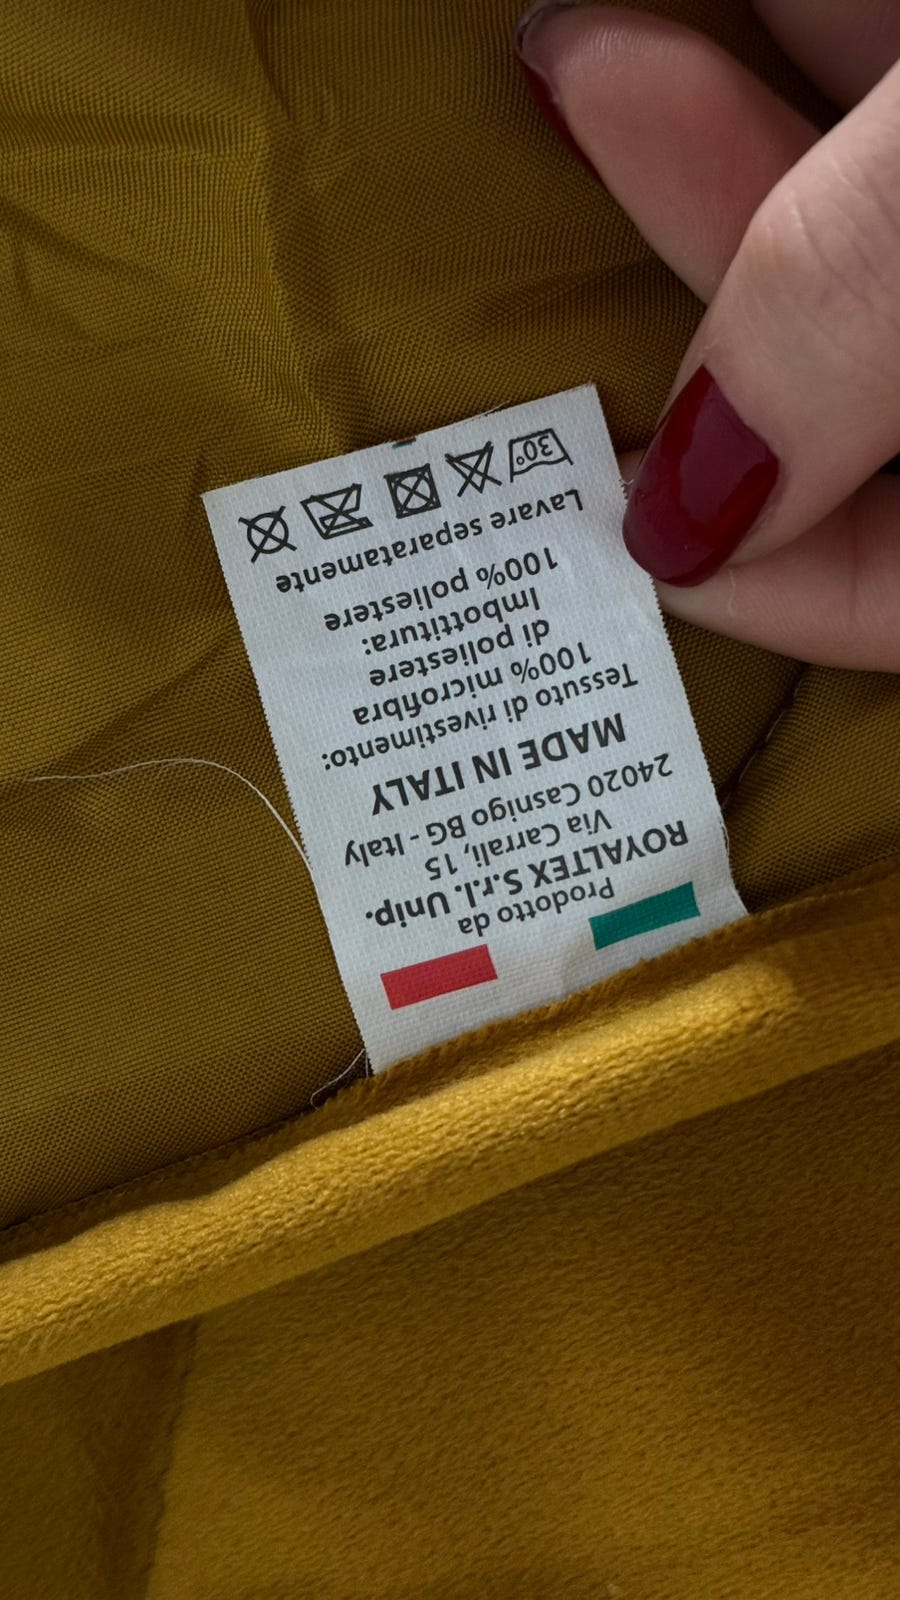 Prodotto da
ROYALTEX S.r.l. Unip.
Via Carrali, 15
24020 Casnigo BG - Italy
MADE IN ITALY
Tessuto di rivestimento:
100% microfibra
di poliestere
Imbottitura:
100% poliestere
Lavare separatamente
30°